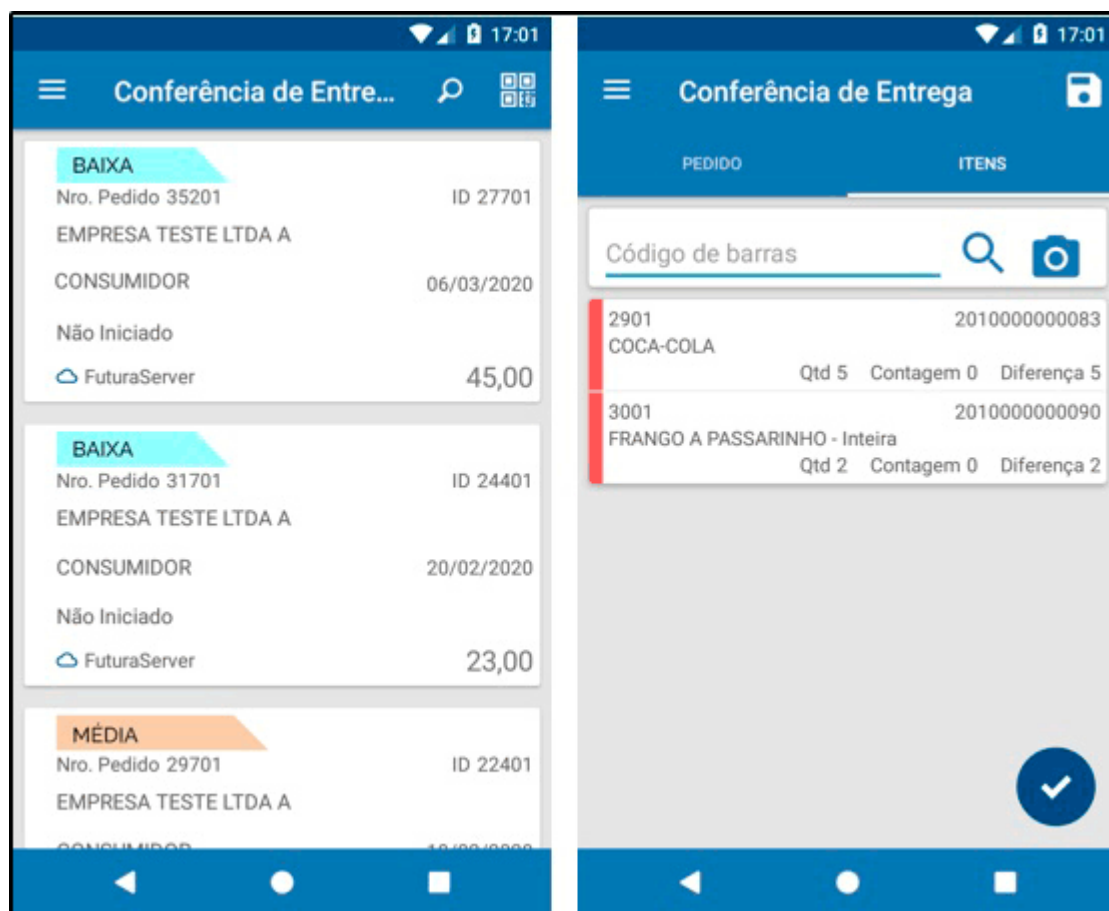 17:01
Conferência de Entre...
BAIXA
Nro. Pedido 35201 ID 27701
EMPRESA TESTE LTDA A
CONSUMIDOR 06/03/2020
Não Iniciado
FuturaServer 45,00
BAIXA
Nro. Pedido 31701 ID 24401
EMPRESA TESTE LTDA A
CONSUMIDOR 20/02/2020
Não Iniciado
FuturaServer 23,00
MÉDIA
Nro. Pedido 29701 ID 22401
EMPRESA TESTE LTDA A
CONSUMIDOR
17:01
Conferência de Entrega
PEDIDO ITENS
Código de barras
2901 2010000000083
COCA-COLA
Qtd 5 Contagem 0 Diferença 5
3001 2010000000090
FRANGO A PASSARINHO - Inteira
Qtd 2 Contagem 0 Diferença 2